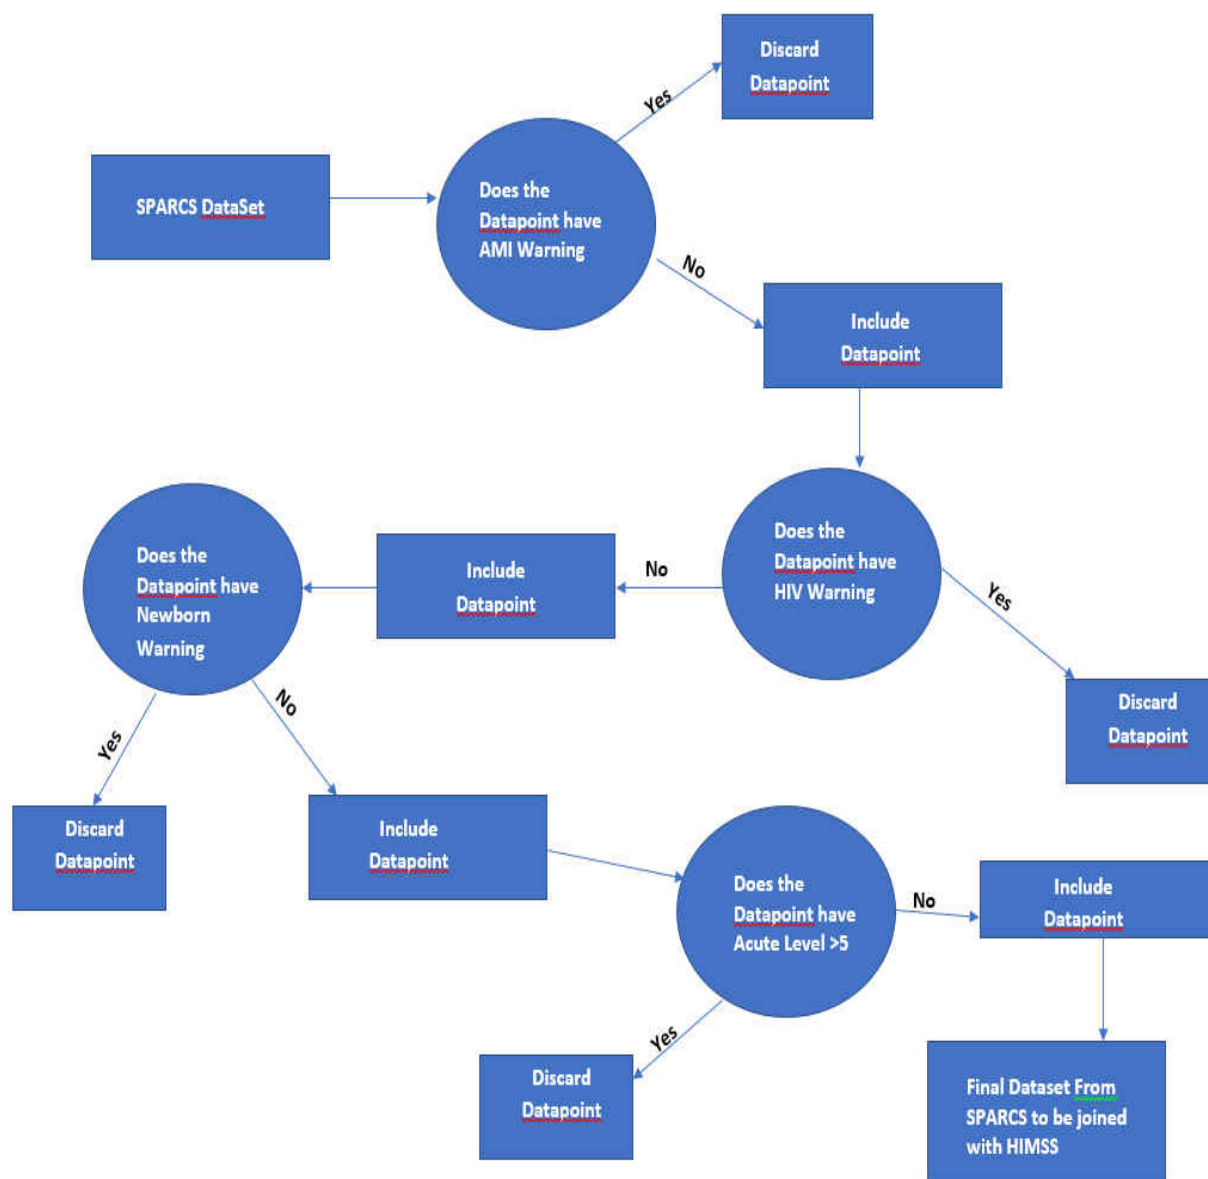 Discard
Datapoint
Yes
SPARCS DataSet
Does the
Datapoint have
AMI Warning
No
Include
Datapoint
Does the
Datapoint have
HIV Warning
Yes
Discard
Datapoint
No
Include
Datapoint
Does the
Datapoint have
Newborn
Warning
Yes
Discard
Datapoint
No
Include
Datapoint
Does the
Datapoint have
Acute Level >5
Yes
Discard
Datapoint
No
Include
Datapoint
Final Dataset From
SPARCS to be joined
with HIMSS